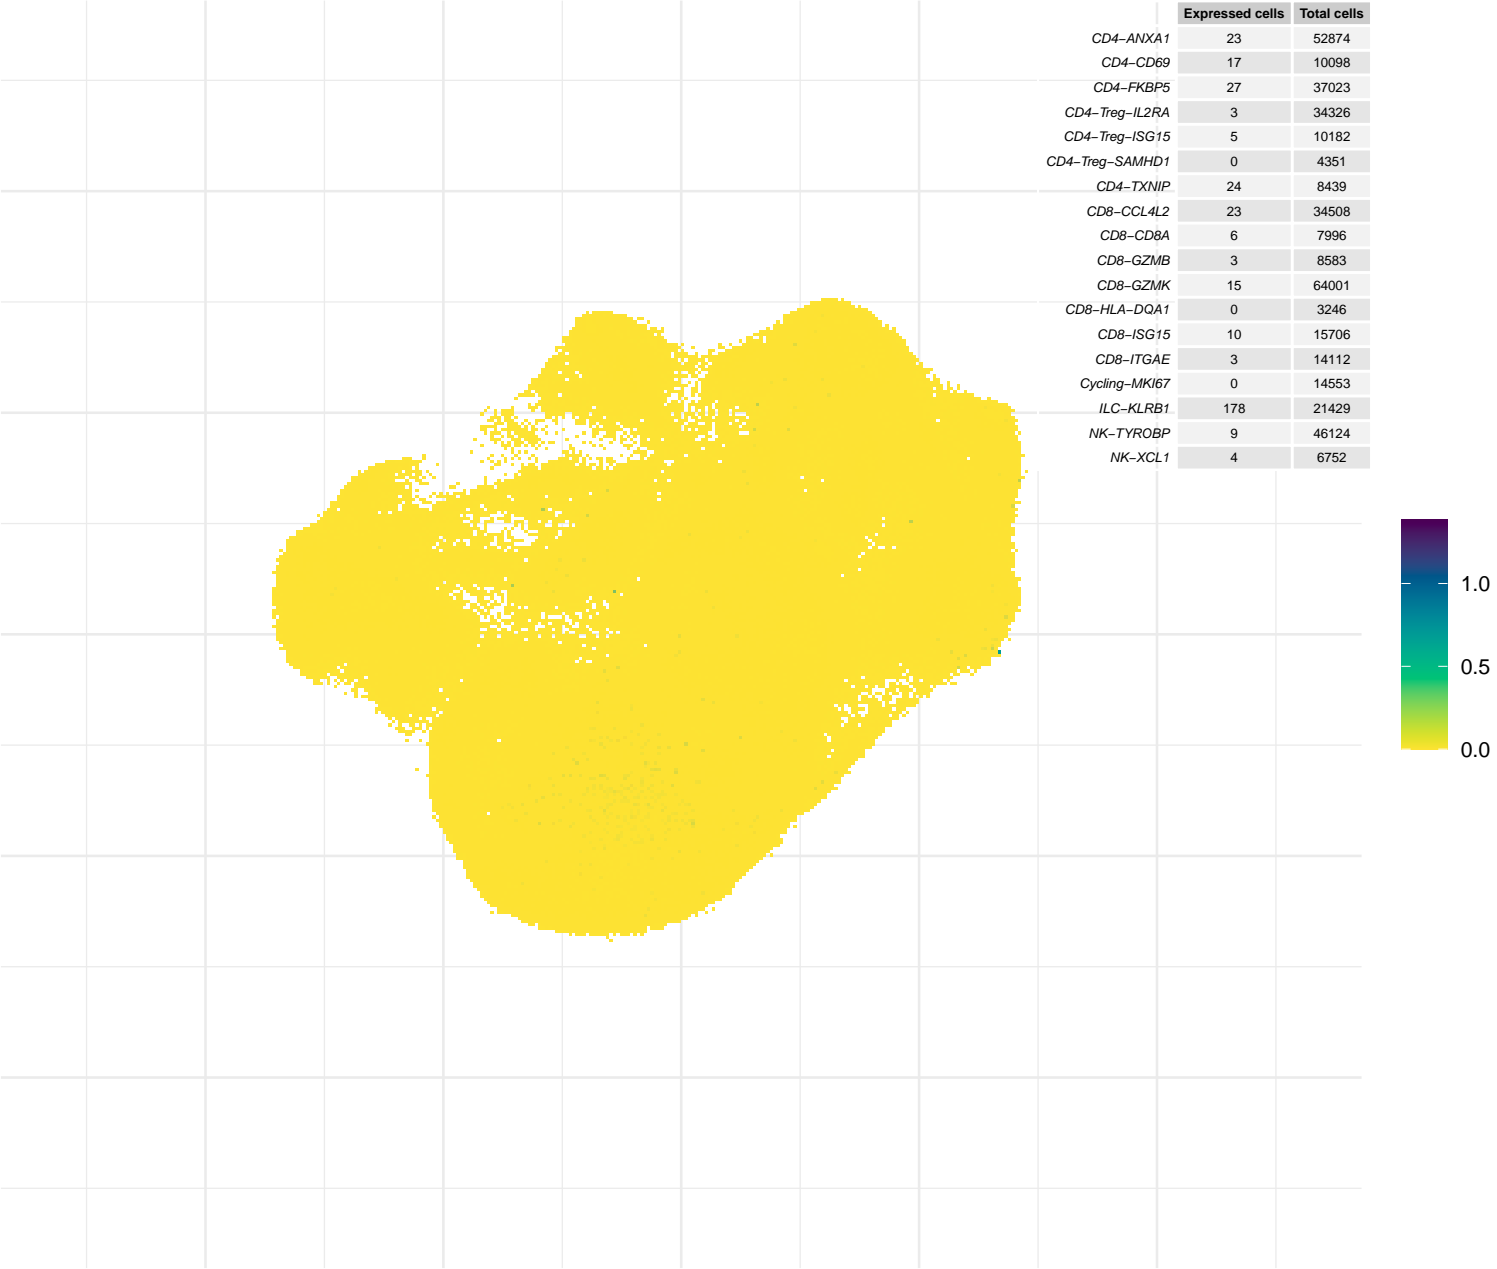 Expressed cells Total cells
CD4−ANXA1 23 52874
CD4−CD69 17 10098
CD4−FKBP5 27 37023
CD4−Treg−IL2RA 3 34326
CD4−Treg−ISG15 5 10182
CD4−Treg−SAMHD1 0 4351
CD4−TXNIP 24 8439
CD8−CCL4L2 23 34508
CD8−CD8A 6 7996
CD8−GZMB 3 8583
CD8−GZMK 15 64001
CD8−HLA−DQA1 0 3246
CD8−ISG15 10 15706
CD8−ITGAE 3 14112
Cycling−MKI67 0 14553
ILC−KLRB1 178 21429
NK−TYROBP 9 46124
NK−XCL1 4 6752
1.0
0.5
0.0